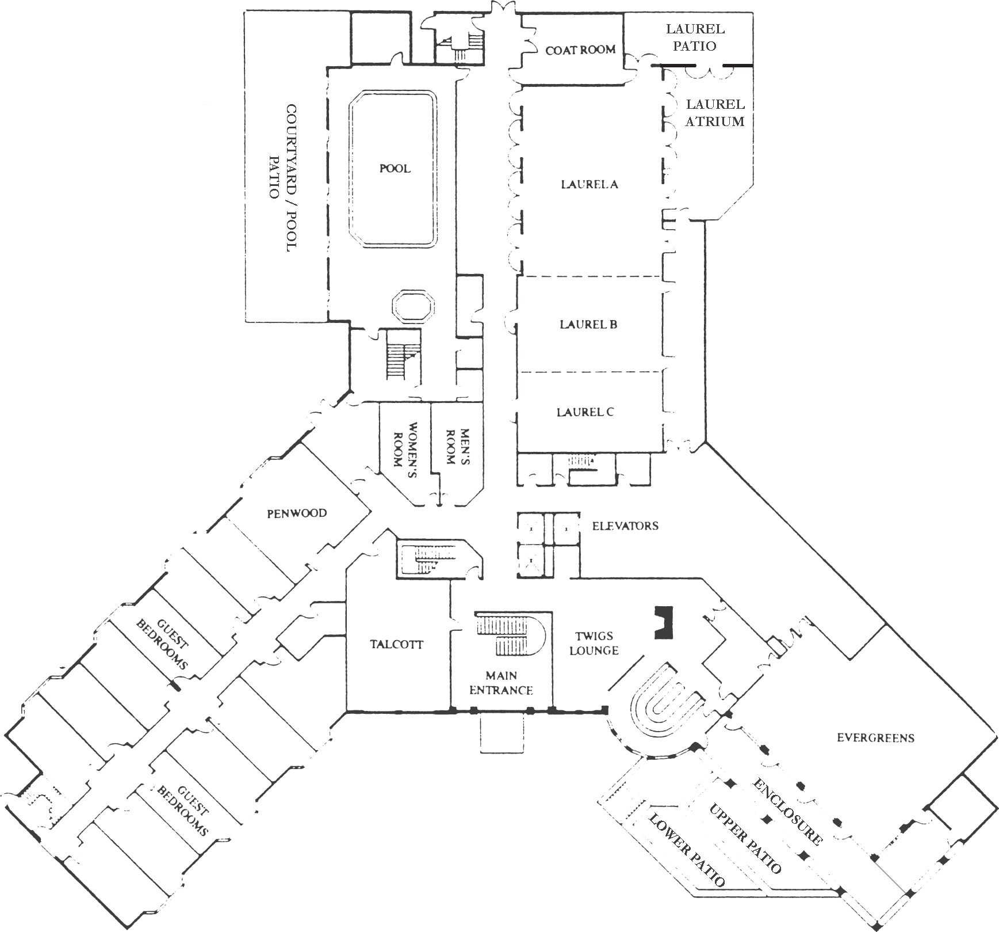 LAUREL
PATIO
COAT ROOM
LAUREL
ATRIUM
COURTYARD / POOL
PATIO
POOL
LAUREL A
LAUREL B
LAUREL C
WOMEN'S
ROOM
MEN'S
ROOM
PENWOOD
ELEVATORS
GUEST
BEDROOMS
TALCOTT
TWIGS
LOUNGE
MAIN
ENTRANCE
EVERGREENS
GUEST
BEDROOMS
ENCLOSURE
UPPER PATIO
LOWER PATIO